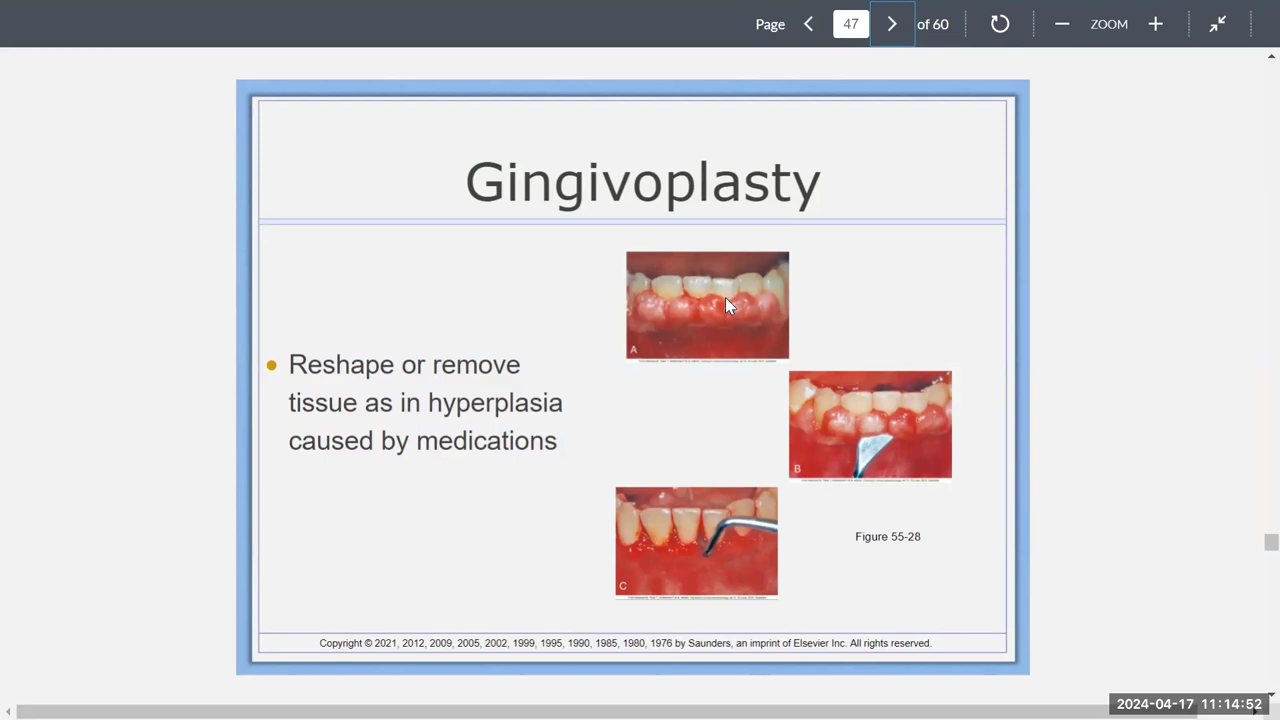 Page 47 of 60 ZOOM
Gingivoplasty
Reshape or remove
tissue as in hyperplasia
caused by medications
A
B
C
Figure 55-28
Copyright © 2021, 2012, 2009, 2005, 2002, 1999, 1995, 1990, 1985, 1980, 1976 by Saunders, an imprint of Elsevier Inc. All rights reserved.
2024-04-17 11:14:52